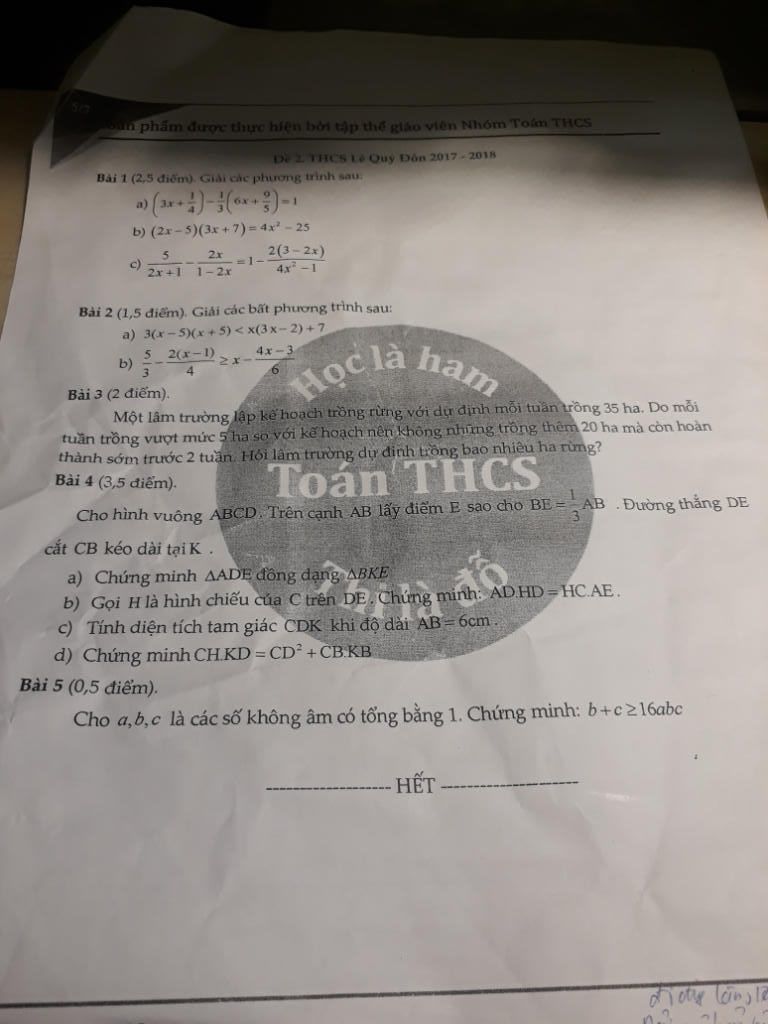 phẩm được thực hiện bởi tập thể giáo viên Nhóm Toán THCS
Đề 2. THCS Lê Quý Đôn 2017 - 2018
Bài 1 (2,5 điểm). Giải các phương trình sau:
a) (3x + 1/4) − 1/3(6x + 9/5) = 1
b) (2x − 5)(3x + 7) = 4x² − 25
c) 5/(2x+1) − 2x/(1−2x) = 1 − 2(3−2x)/(4x²−1)
Bài 2 (1,5 điểm). Giải các bất phương trình sau:
a) 3(x − 5)(x + 5) < x(3x − 2) + 7
b) 5/3 − 2(x−1)/4 ≥ x − (4x−3)/6
Bài 3 (2 điểm).
Một lâm trường lập kế hoạch trồng rừng với dự định mỗi tuần trồng 35 ha. Do mỗi
tuần trồng vượt mức 5 ha so với kế hoạch nên không những trồng thêm 20 ha mà còn hoàn
thành sớm trước 2 tuần. Hỏi lâm trường dự định trồng bao nhiêu ha rừng?
Bài 4 (3,5 điểm).
Cho hình vuông ABCD. Trên cạnh AB lấy điểm E sao cho BE = 1/3 AB . Đường thẳng DE
cắt CB kéo dài tại K .
a) Chứng minh ΔADE đồng dạng ΔBKE
b) Gọi H là hình chiếu của C trên DE. Chứng minh: AD.HD = HC.AE .
c) Tính diện tích tam giác CDK khi độ dài AB = 6cm .
d) Chứng minh CH.KD = CD² + CB.KB
Bài 5 (0,5 điểm).
Cho a,b,c là các số không âm có tổng bằng 1. Chứng minh: b + c ≥ 16abc
-------------------- HẾT ----------------------
Học là ham
Toán THCS
Thi là đỗ